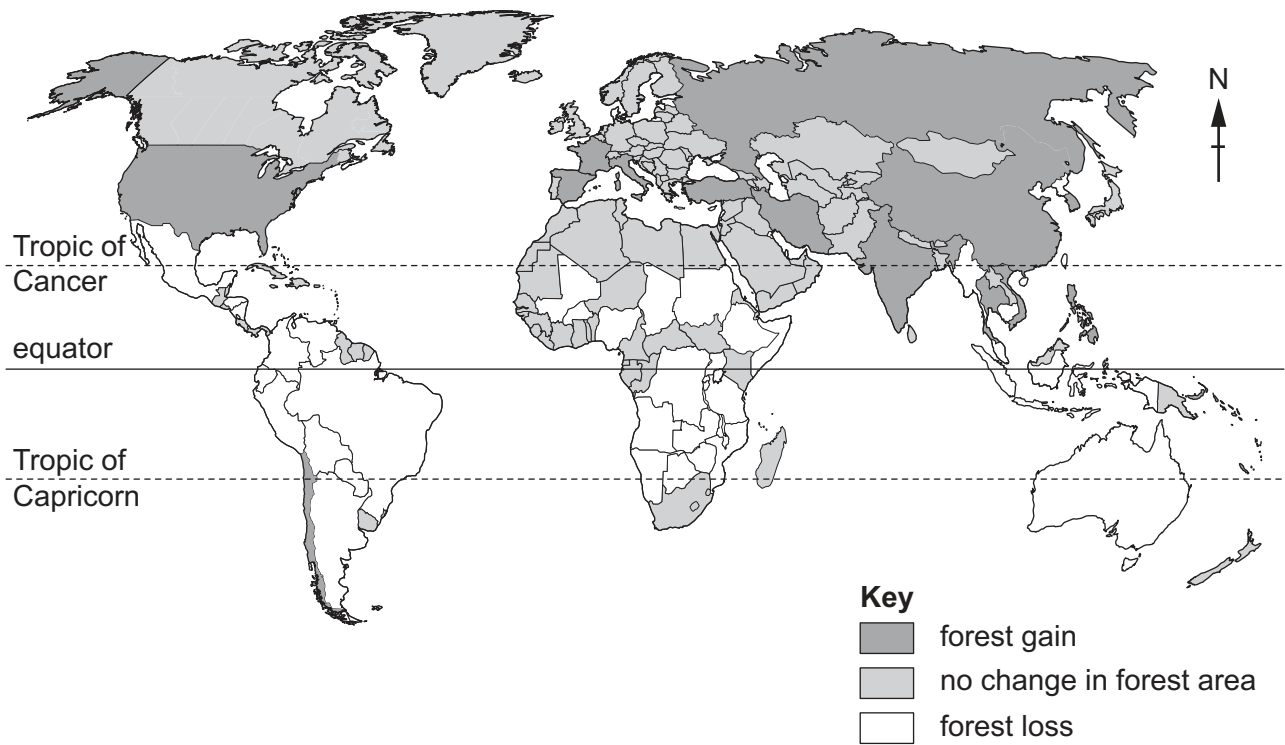 N
Tropic of
Cancer
equator
Tropic of
Capricorn
Key
forest gain
no change in forest area
forest loss